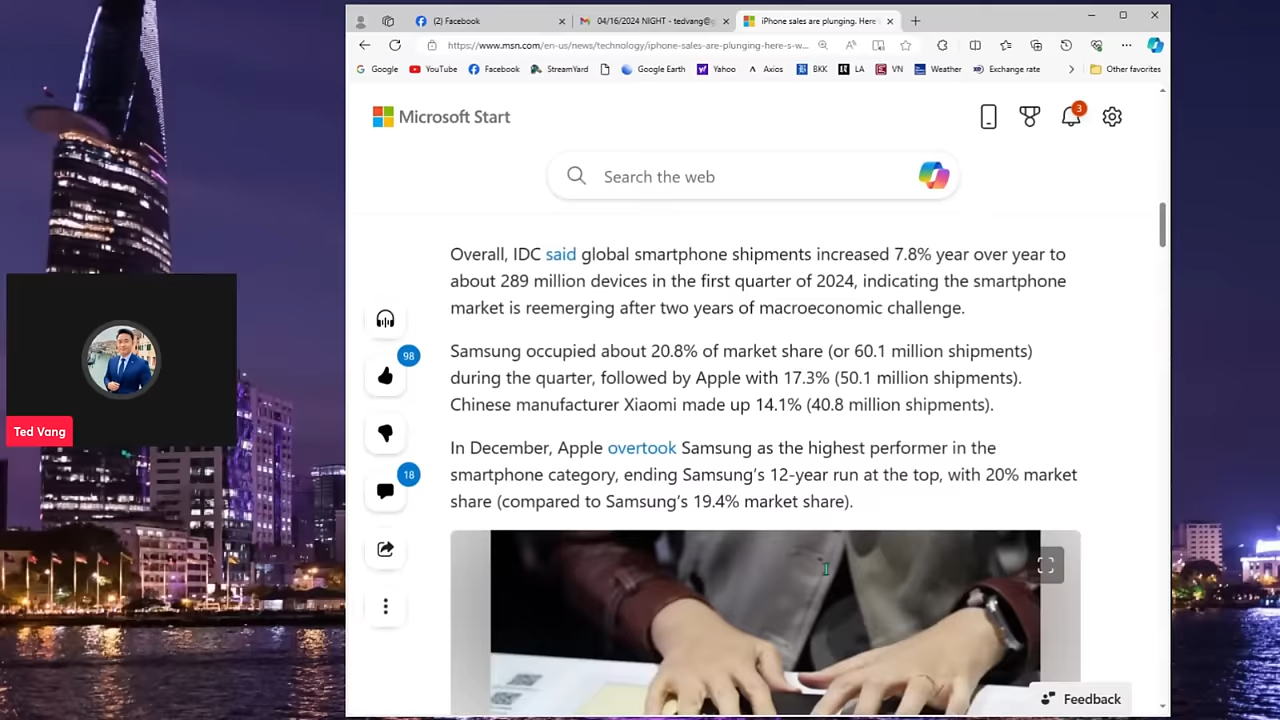 (2) Facebook
04/16/2024 NIGHT - tedvang@
iPhone sales are plunging. Here
https://www.msn.com/en-us/news/technology/iphone-sales-are-plunging-here-s-w...
Google
YouTube
Facebook
StreamYard
Google Earth
Yahoo
Axios
BKK
LA
VN
Weather
Exchange rate
Other favorites
Microsoft Start
3
Search the web
Overall, IDC said global smartphone shipments increased 7.8% year over year to
about 289 million devices in the first quarter of 2024, indicating the smartphone
market is reemerging after two years of macroeconomic challenge.
98
Samsung occupied about 20.8% of market share (or 60.1 million shipments)
during the quarter, followed by Apple with 17.3% (50.1 million shipments).
Chinese manufacturer Xiaomi made up 14.1% (40.8 million shipments).
Ted Vang
In December, Apple overtook Samsung as the highest performer in the
18
smartphone category, ending Samsung's 12-year run at the top, with 20% market
share (compared to Samsung's 19.4% market share).
Feedback